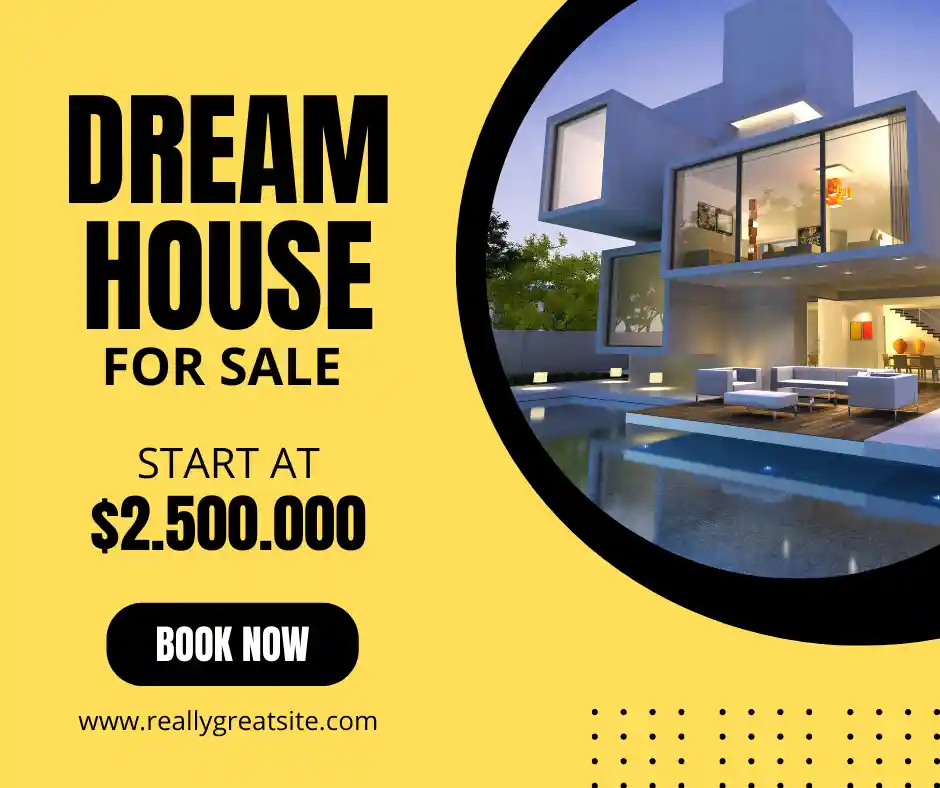 DREAM
HOUSE
FOR SALE
START AT
$2.500.000
BOOK NOW
www.reallygreatsite.com